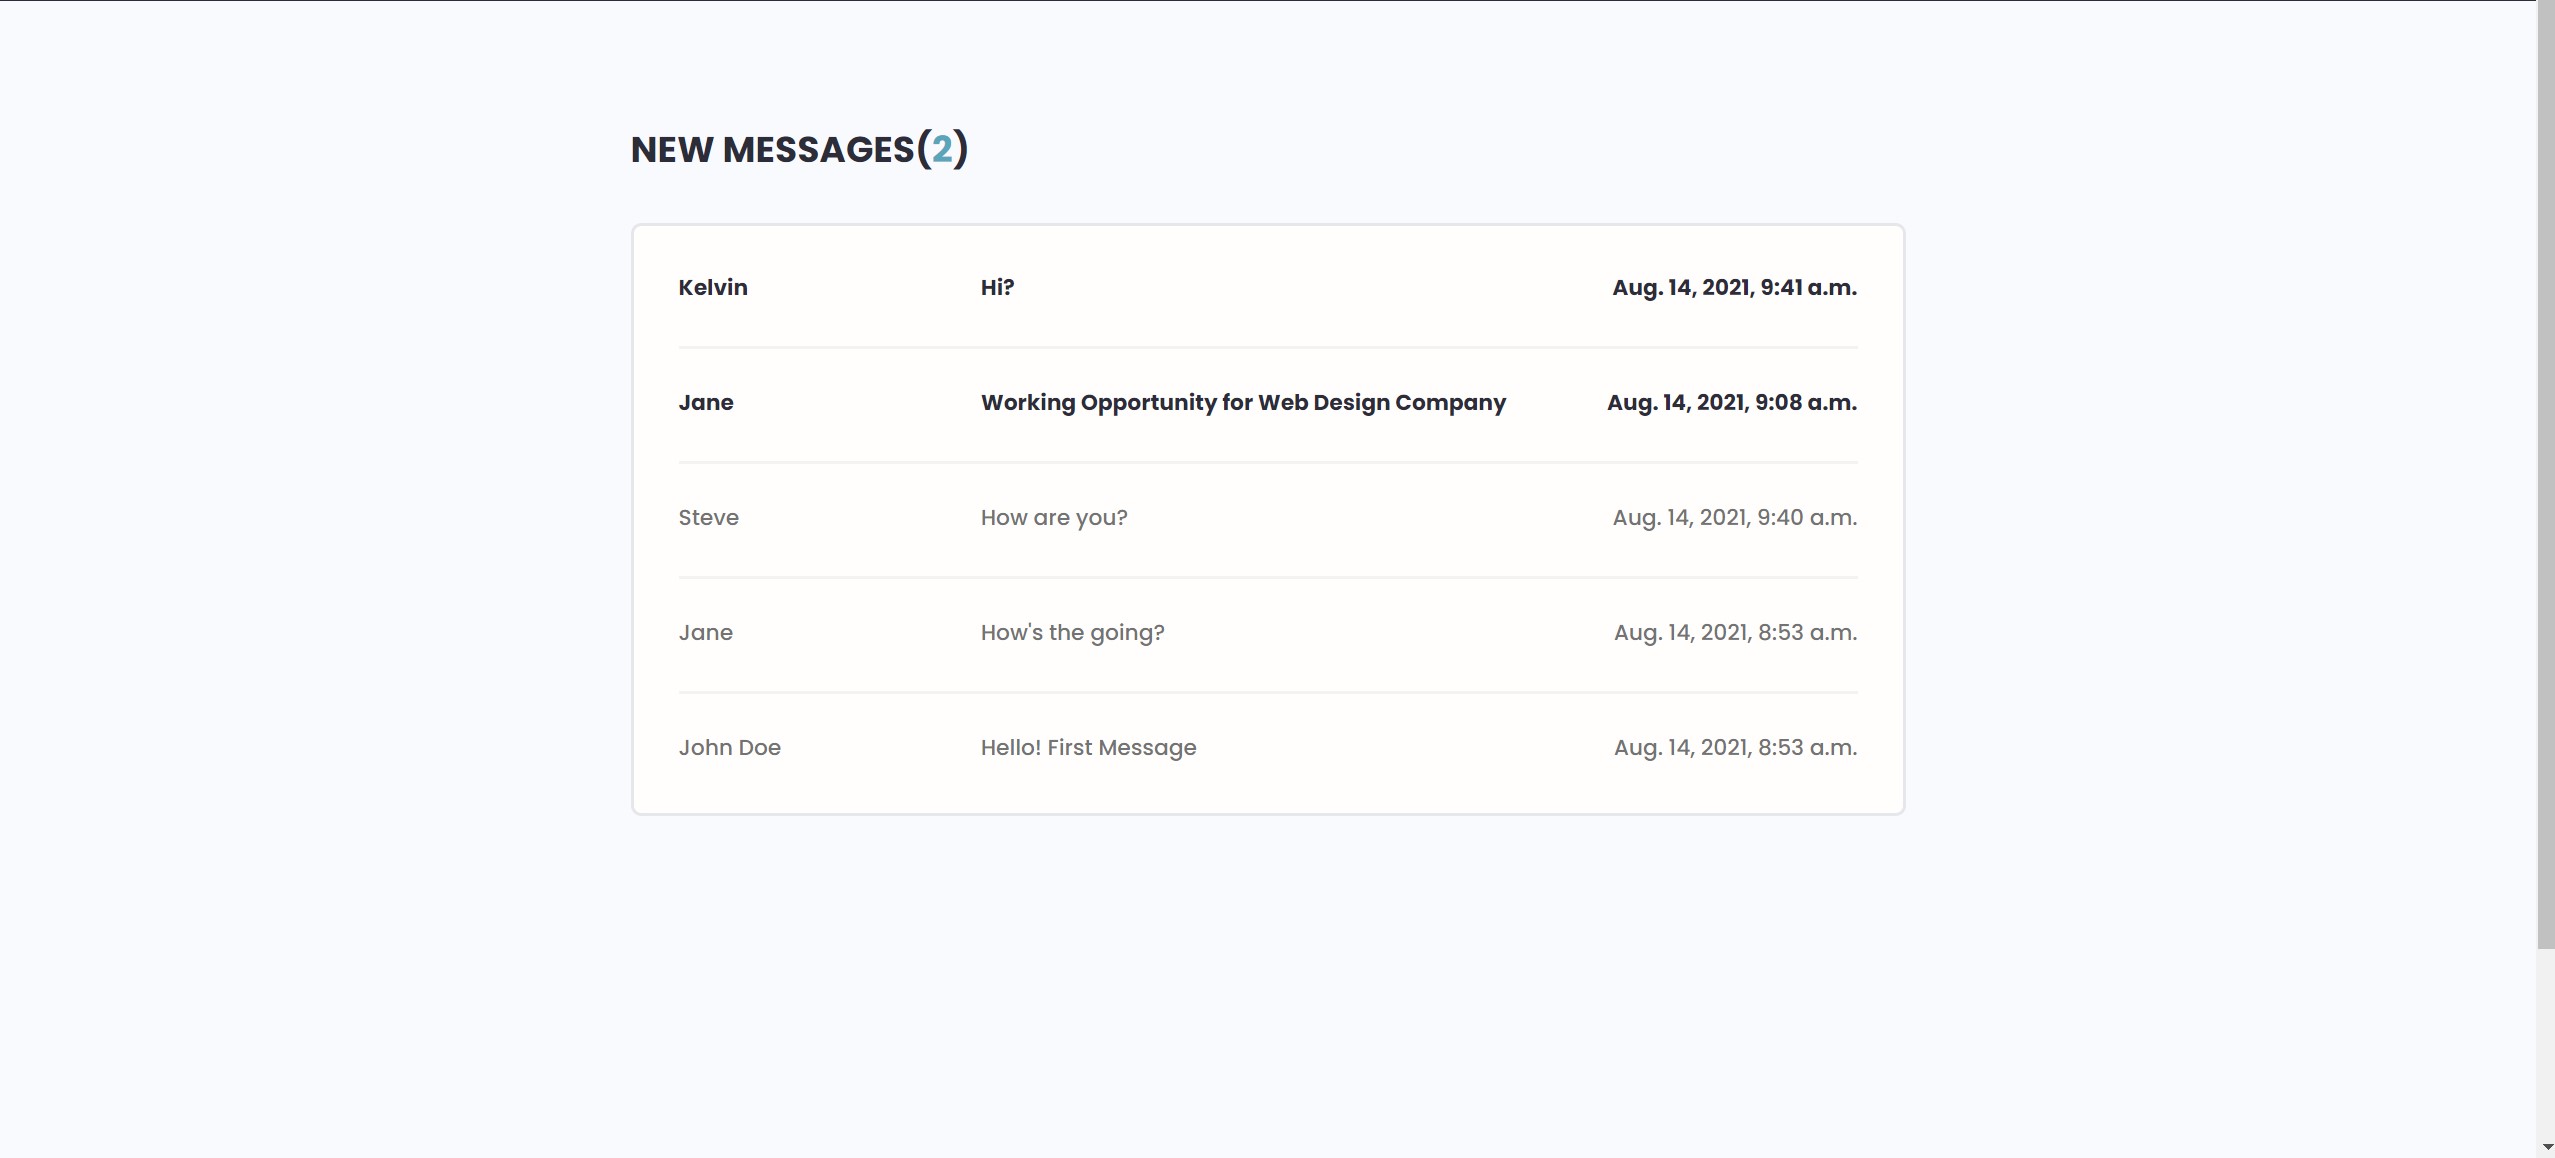 NEW MESSAGES(2)
Kelvin Hi? Aug. 14, 2021, 9:41 a.m.
Jane Working Opportunity for Web Design Company Aug. 14, 2021, 9:08 a.m.
Steve How are you? Aug. 14, 2021, 9:40 a.m.
Jane How's the going? Aug. 14, 2021, 8:53 a.m.
John Doe Hello! First Message Aug. 14, 2021, 8:53 a.m.